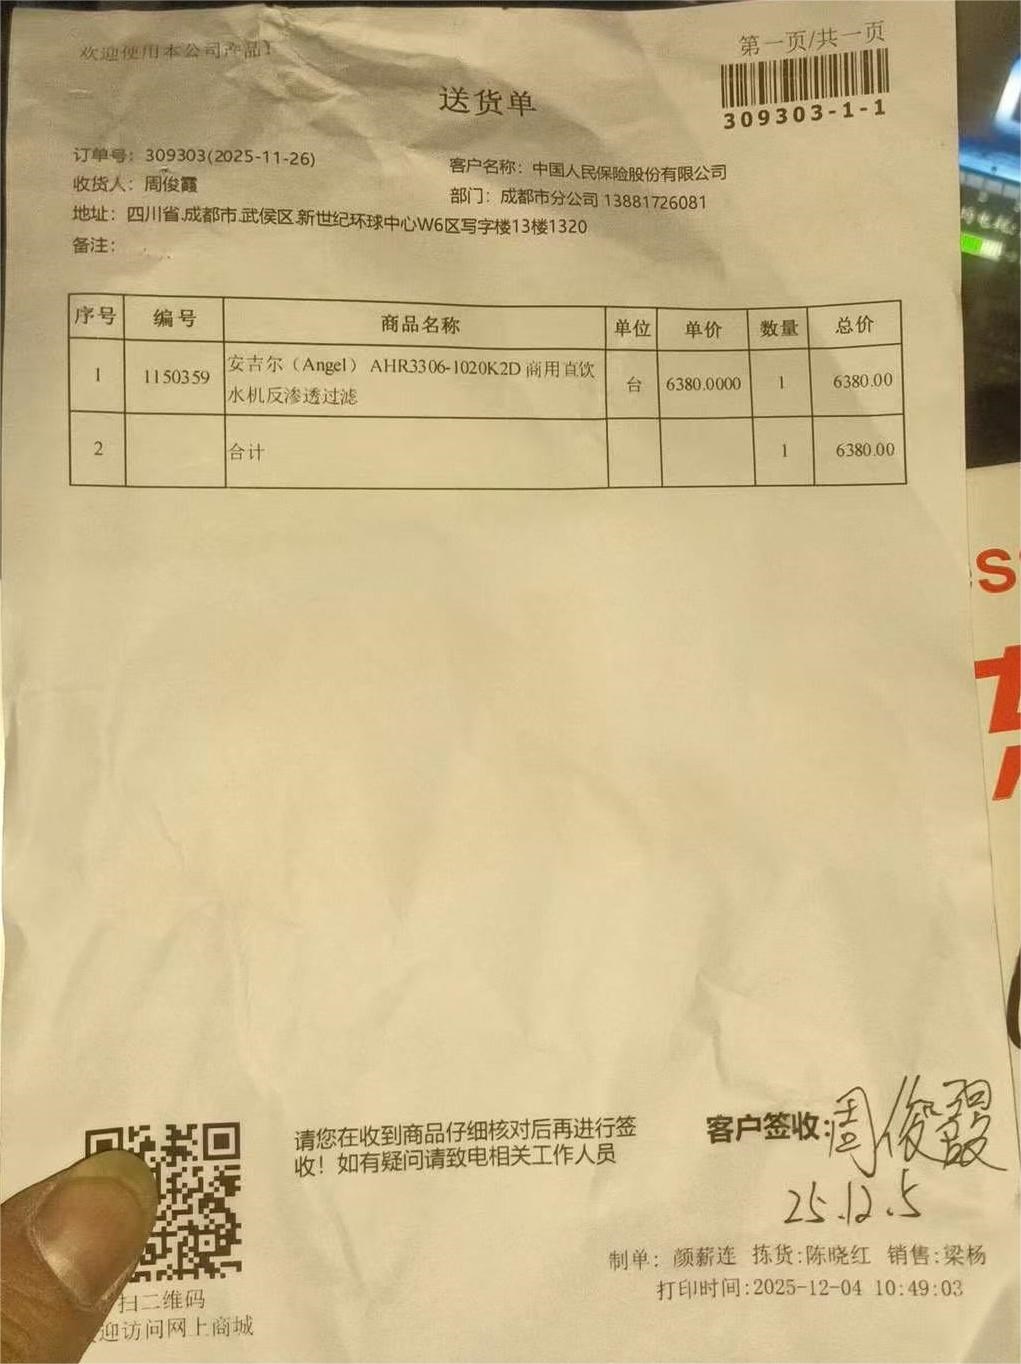 欢迎使用本公司产品!
第一页/共一页
309303-1-1
送货单
订单号: 309303(2025-11-26)
客户名称: 中国人民保险股份有限公司
收货人: 周俊霞
部门: 成都市分公司 13881726081
地址: 四川省.成都市.武侯区.新世纪环球中心W6区写字楼13楼1320
备注:
序号 编号 商品名称 单位 单价 数量 总价
1 1150359 安吉尔（Angel） AHR3306-1020K2D 商用直饮
水机反渗透过滤 台 6380.0000 1 6380.00
2 合计 1 6380.00
请您在收到商品仔细核对后再进行签
收！如有疑问请致电相关工作人员
客户签收: 周俊霞
25.12.5
制单: 颜薪连 拣货:陈晓红 销售:梁杨
打印时间:2025-12-04 10:49:03
扫二维码
迎访问网上商城